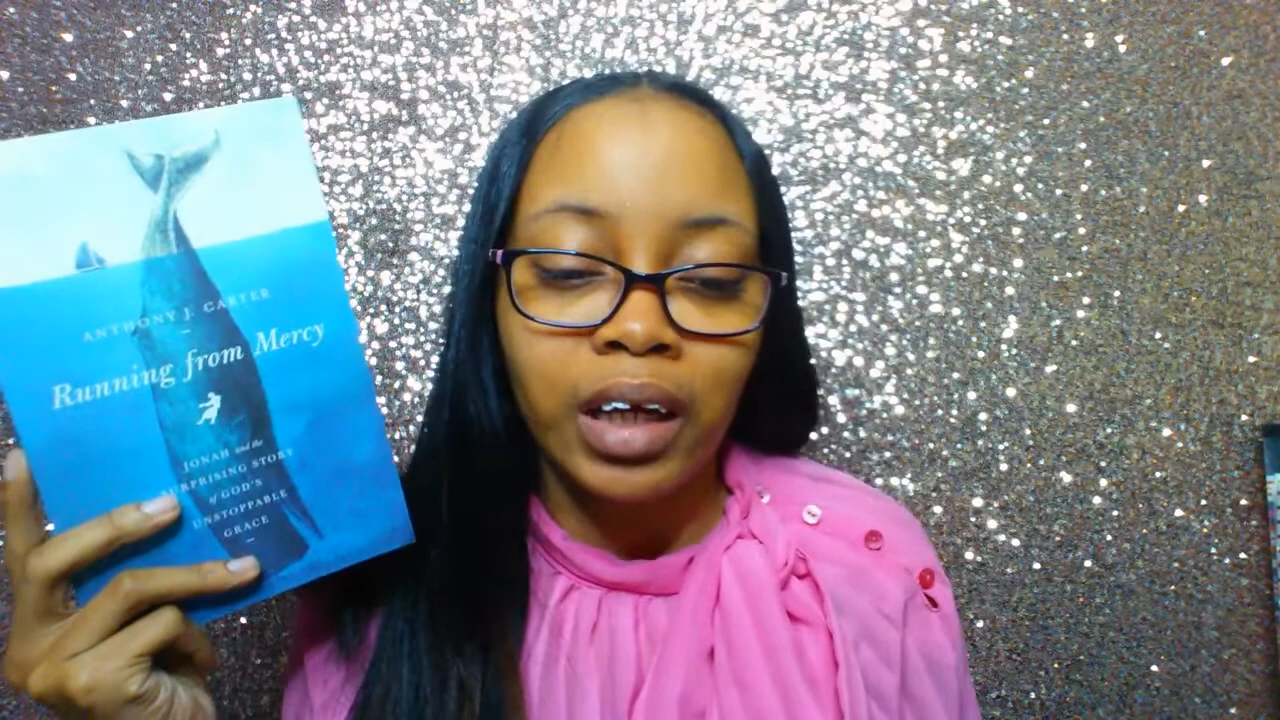 ANTHONY J. CARTER
Running from Mercy
JONAH and the
SURPRISING STORY
of GOD'S
UNSTOPPABLE
GRACE